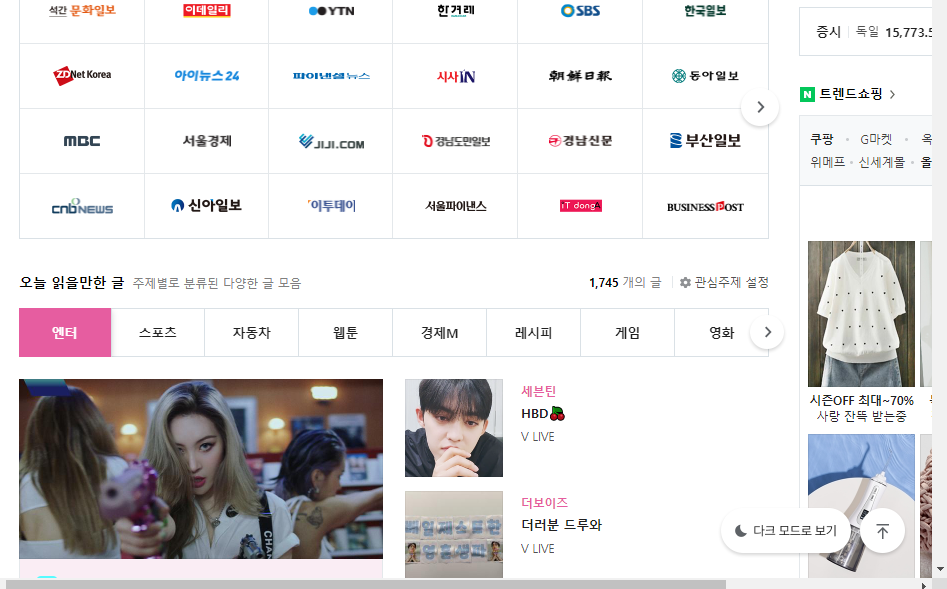 석간 문화일보
이데일리
YTN
한겨레
SBS
한국일보
ZDNet Korea
아이뉴스24
파이낸셜뉴스
시사IN
朝鮮日報
동아일보
MBC
서울경제
JIJI.COM
경남도민일보
경남신문
부산일보
cnbNEWS
신아일보
이투데이
서울파이낸스
IT dongA
BUSINESSPOST
오늘 읽을만한 글 주제별로 분류된 다양한 글 모음
1,745 개의 글
관심주제 설정
엔터
스포츠
자동차
웹툰
경제M
레시피
게임
영화
세븐틴
HBD
V LIVE
더보이즈
더러분 드루와
V LIVE
CHAN
증시 독일 15,773.5
N 트렌드쇼핑
쿠팡 G마켓 옥
위메프 신세계몰 올
시즌OFF 최대~70%
사랑 잔뜩 받는중
다크 모드로 보기